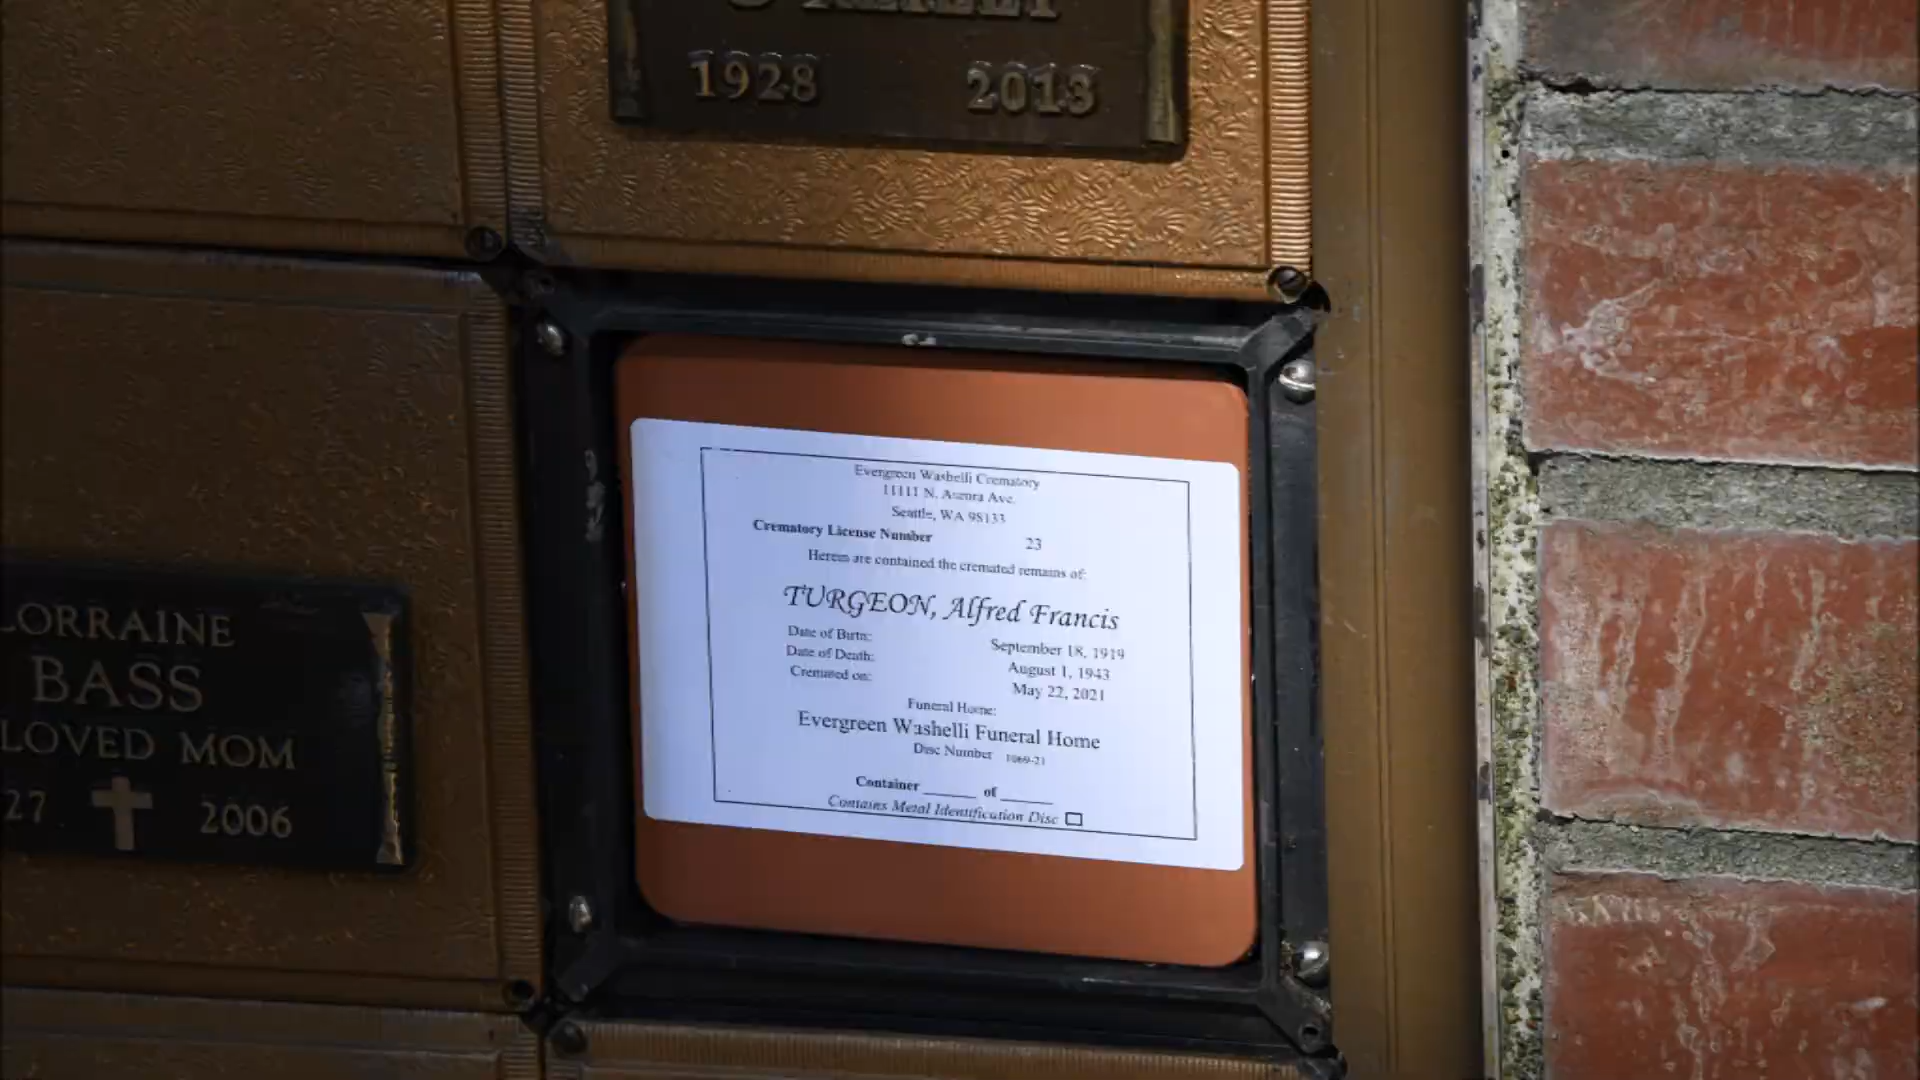 1928 2013
Evergreen Washelli Crematory
11111 N. Aurora Ave.
Seattle, WA 98133
Crematory License Number 23
Herein are contained the cremated remains of:
TURGEON, Alfred Francis
Date of Birth: September 18, 1919
Date of Death: August 1, 1943
Cremated on: May 22, 2021
Funeral Home:
Evergreen Washelli Funeral Home
Disc Number 1069-21
Container ______ of ______
Contains Metal Identification Disc
LORRAINE
BASS
LOVED MOM
27 2006